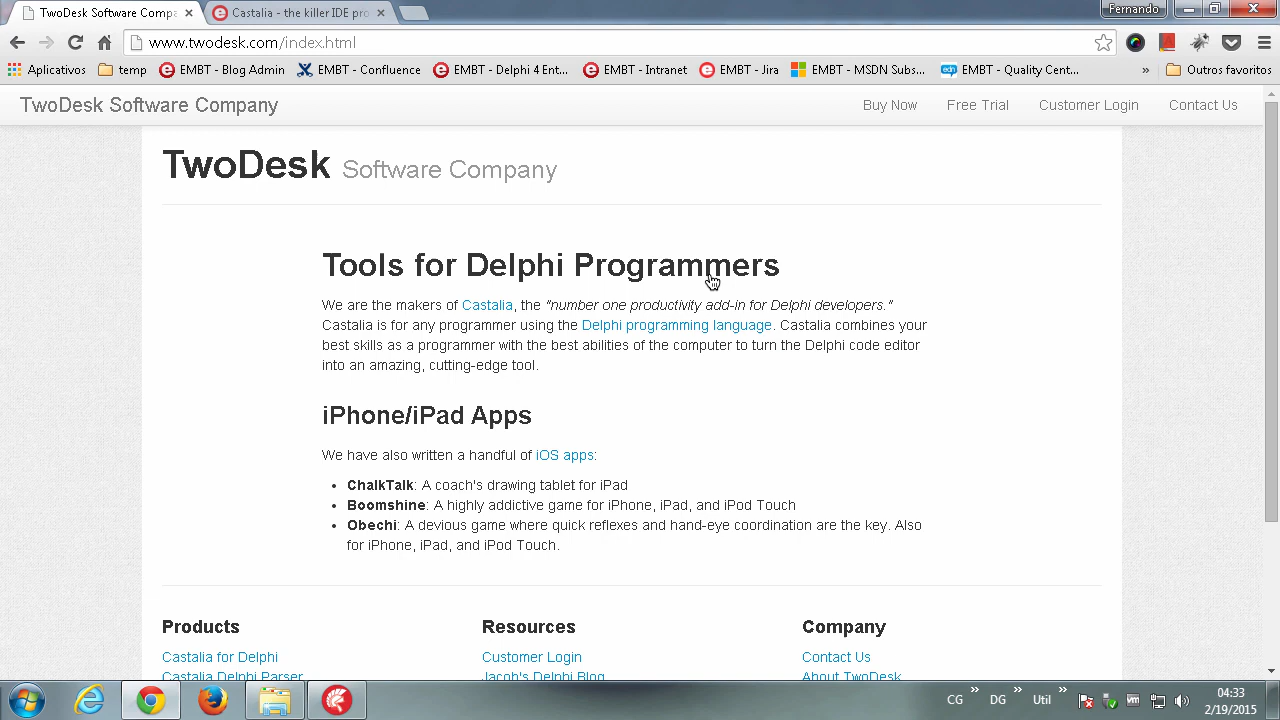 TwoDesk Software Compa
Castalia - the killer IDE pro
Fernando
www.twodesk.com/index.html
Aplicativos
temp
EMBT - Blog Admin
EMBT - Confluence
EMBT - Delphi 4 Ent...
EMBT - Intranet
EMBT - Jira
EMBT - MSDN Subs...
EMBT - Quality Cent...
»
Outros favoritos
TwoDesk Software Company
Buy Now
Free Trial
Customer Login
Contact Us
TwoDesk Software Company
Tools for Delphi Programmers
We are the makers of Castalia, the "number one productivity add-in for Delphi developers."
Castalia is for any programmer using the Delphi programming language. Castalia combines your
best skills as a programmer with the best abilities of the computer to turn the Delphi code editor
into an amazing, cutting-edge tool.
iPhone/iPad Apps
We have also written a handful of iOS apps:
• ChalkTalk: A coach's drawing tablet for iPad
• Boomshine: A highly addictive game for iPhone, iPad, and iPod Touch
• Obechi: A devious game where quick reflexes and hand-eye coordination are the key. Also
for iPhone, iPad, and iPod Touch.
Products
Resources
Company
Castalia for Delphi
Customer Login
Contact Us
Castalia Delphi Parser
Jacob's Delphi Blog
About TwoDesk
CG »
DG »
Util »
04:33
2/19/2015